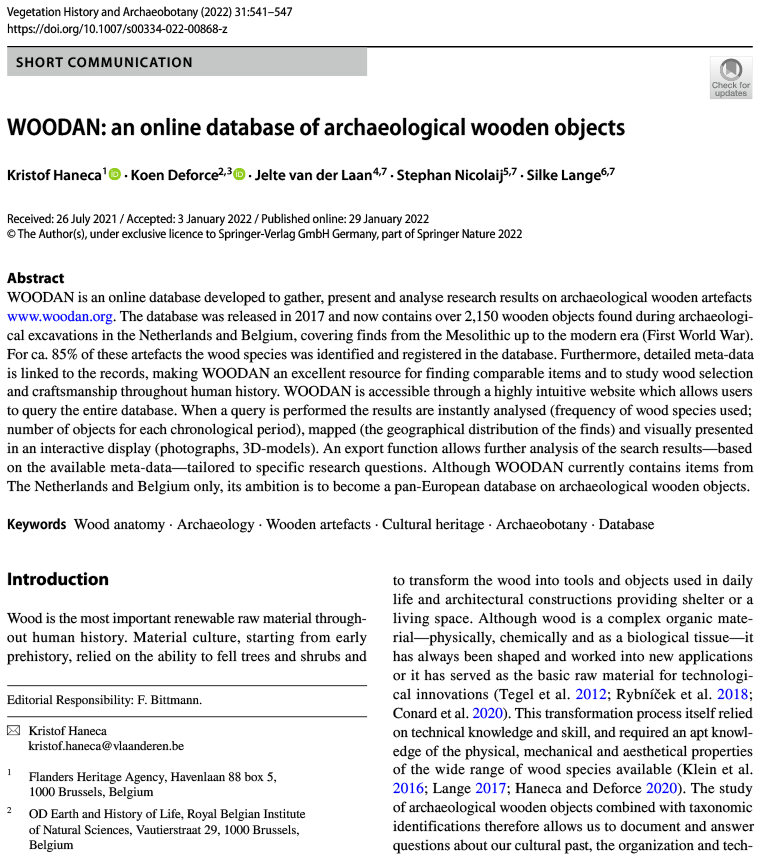 Vegetation History and Archaeobotany (2022) 31:541–547
https://doi.org/10.1007/s00334-022-00868-z
SHORT COMMUNICATION
Check for
updates
WOODAN: an online database of archaeological wooden objects
Kristof Haneca¹ · Koen Deforce²,³ · Jelte van der Laan⁴,⁷ · Stephan Nicolaij⁵,⁷ · Silke Lange⁶,⁷
Received: 26 July 2021 / Accepted: 3 January 2022 / Published online: 29 January 2022
© The Author(s), under exclusive licence to Springer-Verlag GmbH Germany, part of Springer Nature 2022
Abstract
WOODAN is an online database developed to gather, present and analyse research results on archaeological wooden artefacts
www.woodan.org. The database was released in 2017 and now contains over 2,150 wooden objects found during archaeologi-
cal excavations in the Netherlands and Belgium, covering finds from the Mesolithic up to the modern era (First World War).
For ca. 85% of these artefacts the wood species was identified and registered in the database. Furthermore, detailed meta-data
is linked to the records, making WOODAN an excellent resource for finding comparable items and to study wood selection
and craftsmanship throughout human history. WOODAN is accessible through a highly intuitive website which allows users
to query the entire database. When a query is performed the results are instantly analysed (frequency of wood species used;
number of objects for each chronological period), mapped (the geographical distribution of the finds) and visually presented
in an interactive display (photographs, 3D-models). An export function allows further analysis of the search results—based
on the available meta-data—tailored to specific research questions. Although WOODAN currently contains items from
The Netherlands and Belgium only, its ambition is to become a pan-European database on archaeological wooden objects.
Keywords Wood anatomy · Archaeology · Wooden artefacts · Cultural heritage · Archaeobotany · Database
Introduction
Wood is the most important renewable raw material through-
out human history. Material culture, starting from early
prehistory, relied on the ability to fell trees and shrubs and
Editorial Responsibility: F. Bittmann.
Kristof Haneca
kristof.haneca@vlaanderen.be
1 Flanders Heritage Agency, Havenlaan 88 box 5,
1000 Brussels, Belgium
2 OD Earth and History of Life, Royal Belgian Institute
of Natural Sciences, Vautierstraat 29, 1000 Brussels,
Belgium
to transform the wood into tools and objects used in daily
life and architectural constructions providing shelter or a
living space. Although wood is a complex organic mate-
rial—physically, chemically and as a biological tissue—it
has always been shaped and worked into new applications
or it has served as the basic raw material for technologi-
cal innovations (Tegel et al. 2012; Rybníček et al. 2018;
Conard et al. 2020). This transformation process itself relied
on technical knowledge and skill, and required an apt knowl-
edge of the physical, mechanical and aesthetical properties
of the wide range of wood species available (Klein et al.
2016; Lange 2017; Haneca and Deforce 2020). The study
of archaeological wooden objects combined with taxonomic
identifications therefore allows us to document and answer
questions about our cultural past, the organization and tech-